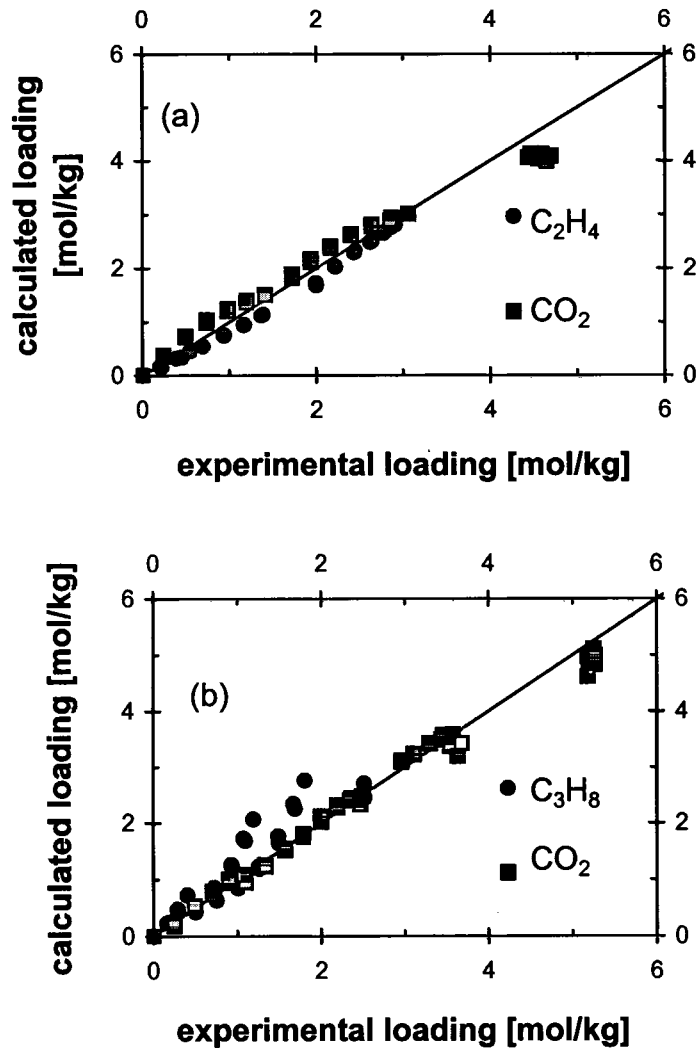 0 2 4 6
6 6
(a)
4 4
calculated loading
[mol/kg]
C₂H₄
2 2
CO₂
0 0
0 2 4 6
experimental loading [mol/kg]
0 2 4 6
6 6
calculated loading [mol/kg]
(b)
4 4
C₃H₈
2 2
CO₂
0 0
0 2 4 6
experimental loading [mol/kg]